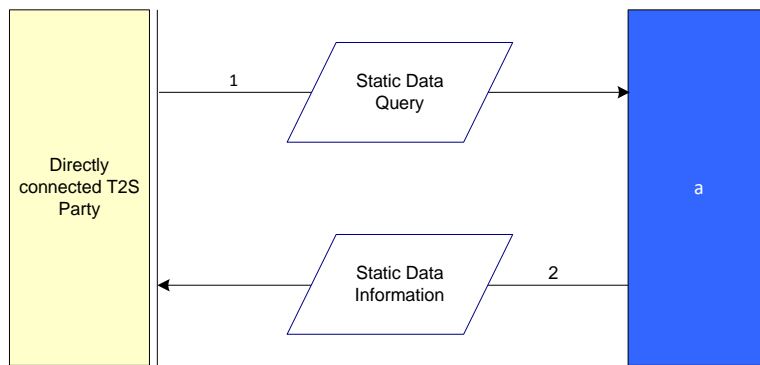 1
Static Data
Query
Directly
connected T2S
Party
a
Static Data
Information
2